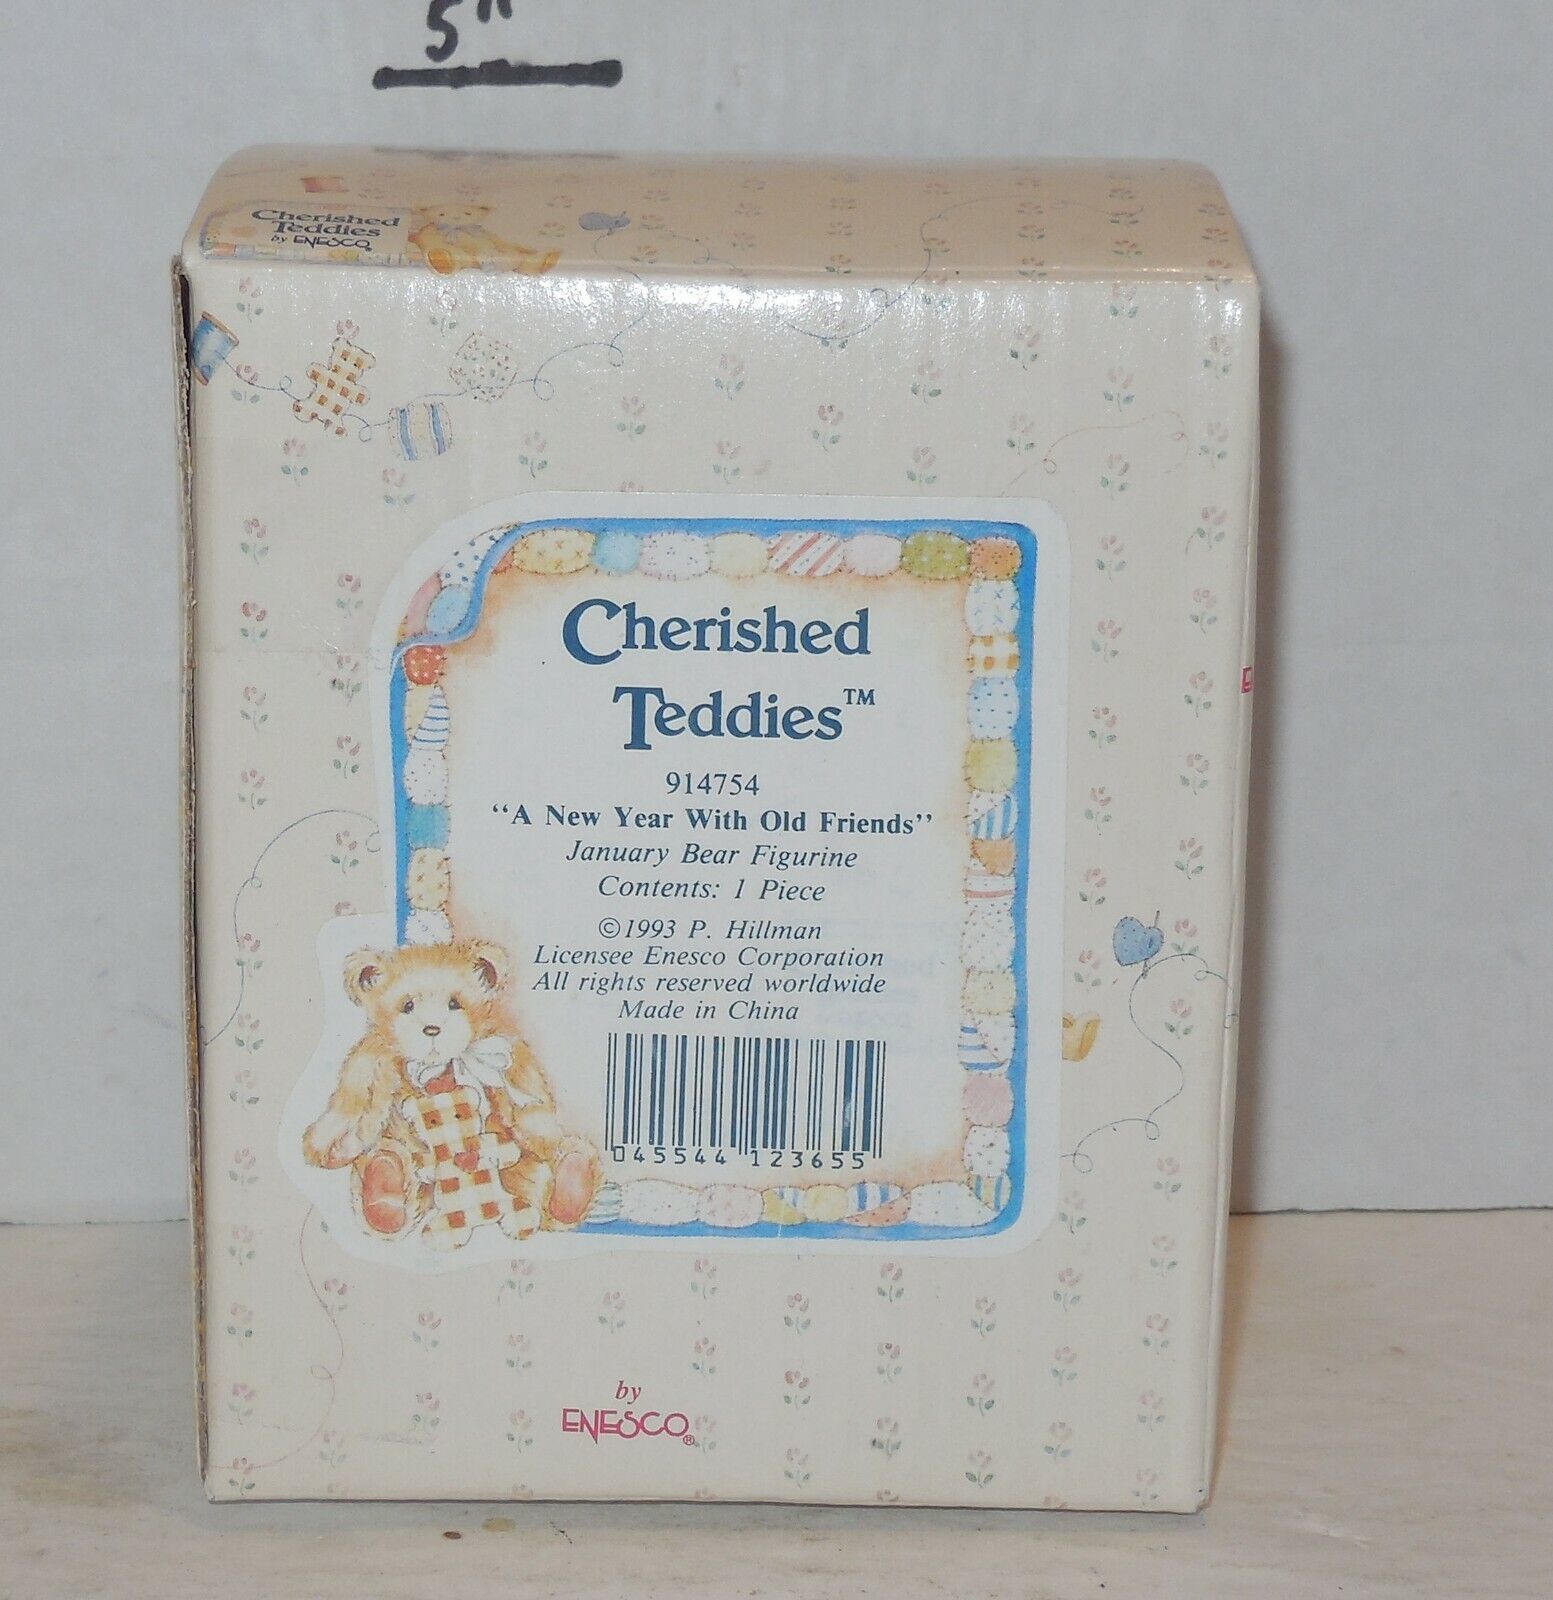 5"
Cherished
Teddies
by ENESCO®
Cherished
Teddies™
914754
“A New Year With Old Friends”
January Bear Figurine
Contents: 1 Piece
©1993 P. Hillman
Licensee Enesco Corporation
All rights reserved worldwide
Made in China
045544 123655
by
ENESCO®